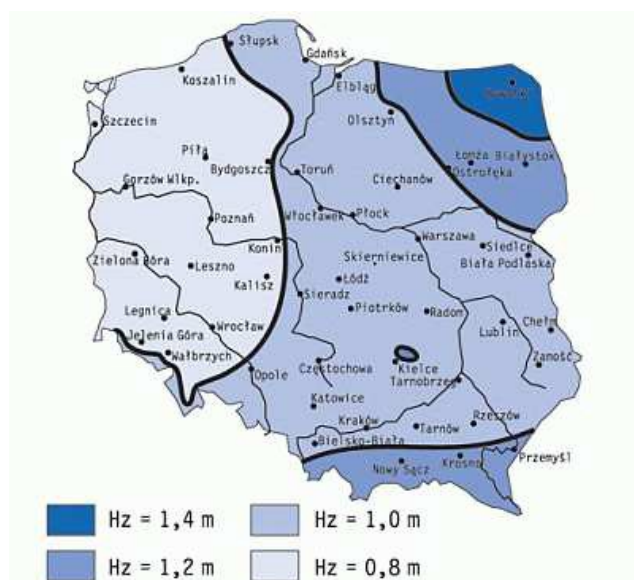 Słupsk
Gdańsk
Koszalin
Elbląg
Suwałki
Szczecin
Olsztyn
Piła
Bydgoszcz
Toruń
Łomża
Białystok
Ostrołęka
Gorzów Wlkp.
Ciechanów
Poznań
Włocławek
Płock
Konin
Warszawa
Siedlce
Skierniewice
Zielona Góra
Leszno
Biała Podlaska
Kalisz
Łódź
Sieradz
Piotrków
Radom
Legnica
Chełm
Jelenia Góra
Wrocław
Lublin
Wałbrzych
Opole
Częstochowa
Kielce
Zamość
Tarnobrzeg
Katowice
Kraków
Rzeszów
Bielsko-Biała
Tarnów
Nowy Sącz
Krosno
Przemyśl
Hz = 1,4 m
Hz = 1,0 m
Hz = 1,2 m
Hz = 0,8 m